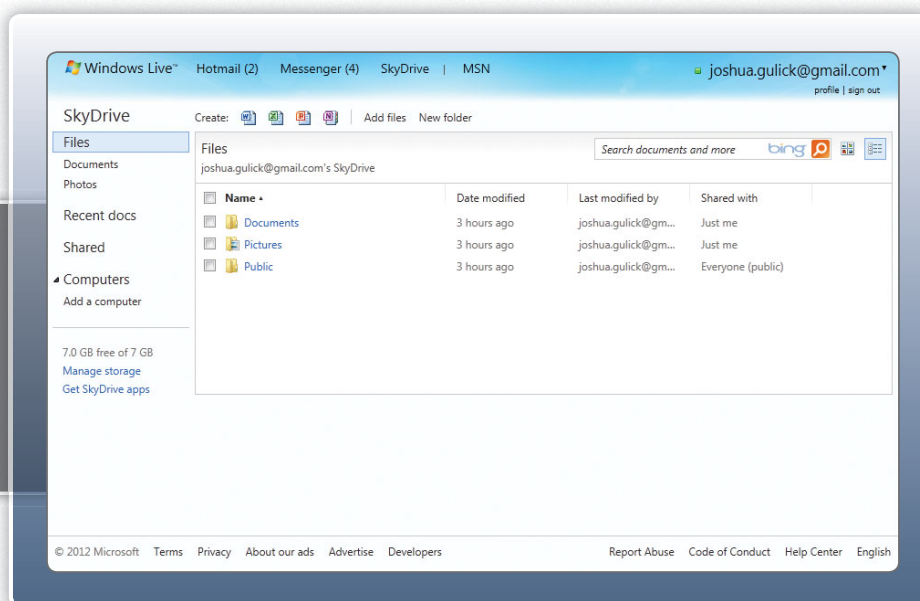 Windows Live™ Hotmail (2) Messenger (4) SkyDrive | MSN joshua.gulick@gmail.com
profile | sign out
SkyDrive
Create: Add files New folder
Files
Documents
Photos
Recent docs
Shared
Computers
Add a computer
7.0 GB free of 7 GB
Manage storage
Get SkyDrive apps
Files
joshua.gulick@gmail.com's SkyDrive
Search documents and more bing
Name Date modified Last modified by Shared with
Documents 3 hours ago joshua.gulick@gm... Just me
Pictures 3 hours ago joshua.gulick@gm... Just me
Public 3 hours ago joshua.gulick@gm... Everyone (public)
© 2012 Microsoft Terms Privacy About our ads Advertise Developers Report Abuse Code of Conduct Help Center English